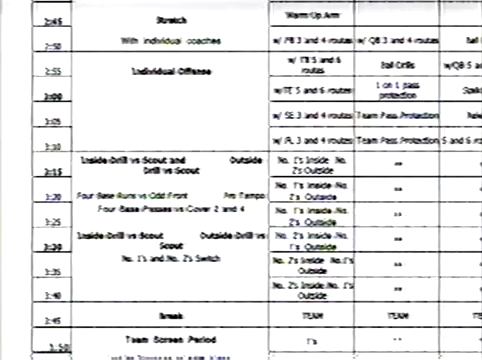 2:45 Stretch Warm-Up Arm
2:50 With individual coaches w/ FB 3 and 4 routes w/ QB 3 and 4 routes Ball
2:55 Individual Offense w/ TB 5 and 6 routes Ball Drills w/QB 5 a
3:00 w/TE 5 and 6 routes 1 on 1 pass protection
3:05 w/ SE 3 and 4 routes Team Pass Protection
3:10 w/ FL 3 and 4 routes Team Pass Protection 5 and 6 r
3:15 Inside-Drill vs Scout and Outside Drill vs Scout No. 1's Inside No. 2's Outside ""
3:20 Four Base Runs vs Odd Front Pro Tempo No. 1's Inside-No. 2's Outside ""
3:25 Four Base-Passes vs Cover 2 and 4 No. 1's Inside-No. 2's Outside ""
3:30 Inside-Drill vs Scout Outside-Drill vs Scout No. 2's Inside-No. 1's Outside ""
3:35 No. 1's and No. 2's Switch No. 2's Inside No. 1's Outside ""
3:40 No. 2's Inside No. 1's Outside ""
3:45 Break TEAM TEAM TEAM
3:50 Team Screen Period 1's ""